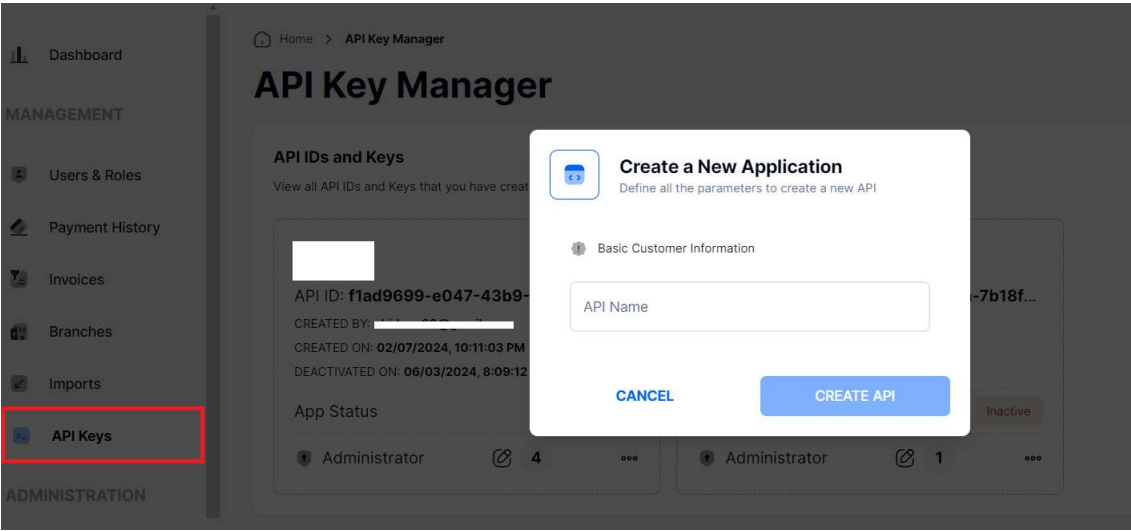 Dashboard
MANAGEMENT
Users & Roles
Payment History
Invoices
Branches
Imports
API Keys
ADMINISTRATION
Home > API Key Manager
API Key Manager
API IDs and Keys
View all API IDs and Keys that you have creat
API ID: f1ad9699-e047-43b9-
CREATED BY:
CREATED ON: 02/07/2024, 10:11:03 PM
DEACTIVATED ON: 06/03/2024, 8:09:12
App Status
Administrator 4
-7b18f...
Inactive
Administrator 1
Create a New Application
Define all the parameters to create a new API
Basic Customer Information
API Name
CANCEL
CREATE API